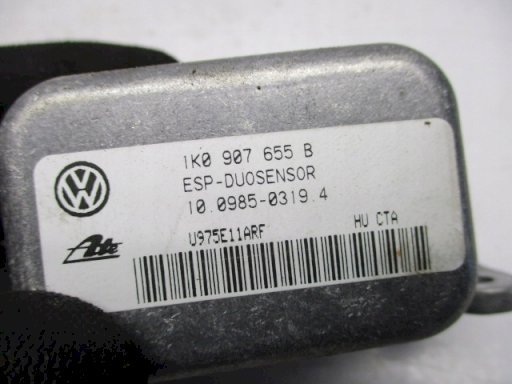 1K0 907 655 B
ESP-DUOSENSOR
10.0985-0319.4
Ate
U975E11ARF HU CTA